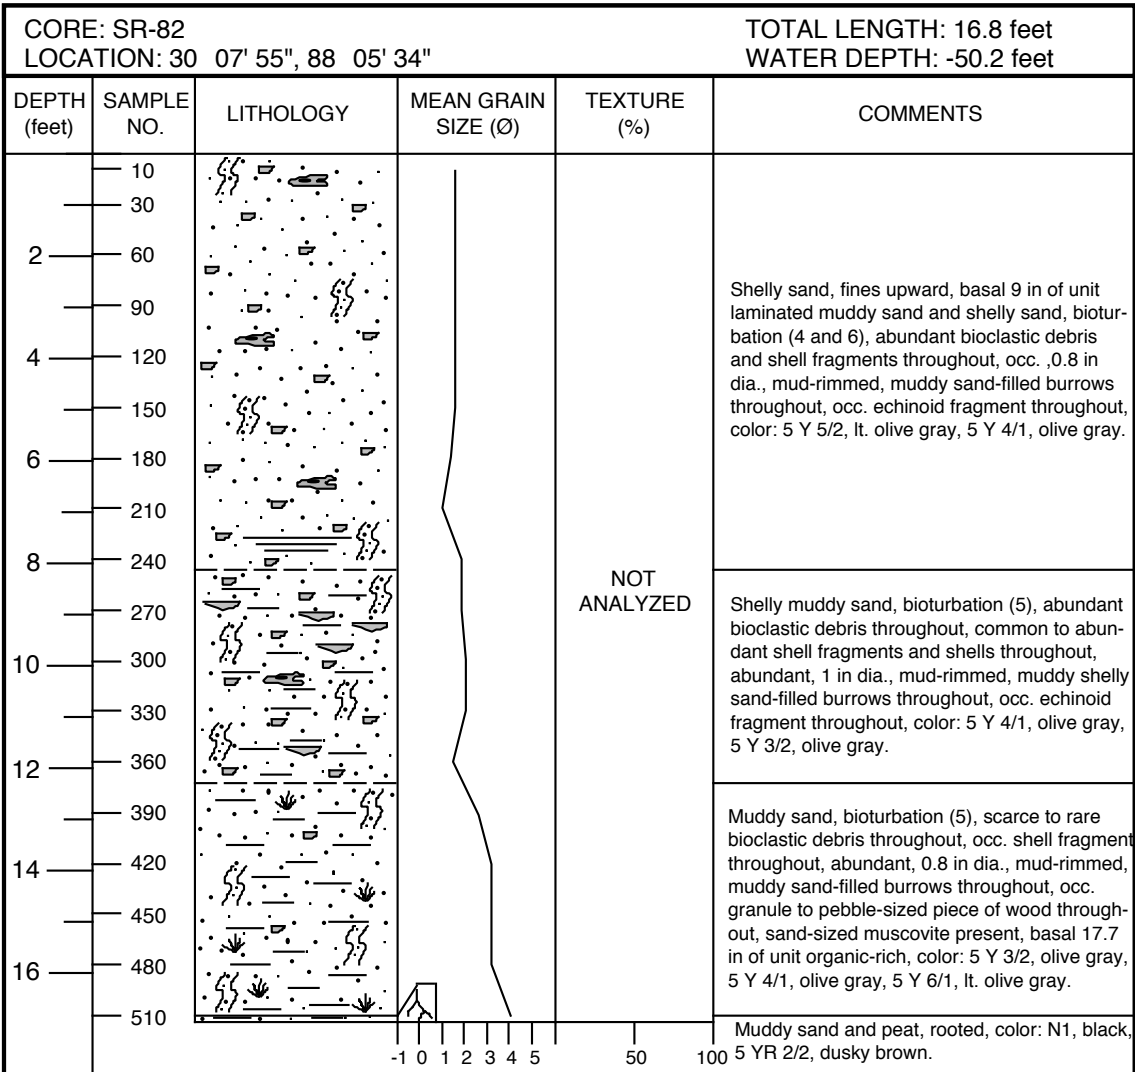 CORE: SR-82
TOTAL LENGTH: 16.8 feet
LOCATION: 30 07' 55", 88 05' 34"
WATER DEPTH: -50.2 feet
DEPTH (feet)
SAMPLE NO.
LITHOLOGY
MEAN GRAIN SIZE (Ø)
TEXTURE (%)
COMMENTS
10
30
2
60
90
4
120
150
6
180
210
8
240
270
10
300
330
12
360
390
14
420
450
16
480
510
-1 0 1 2 3 4 5
NOT
ANALYZED
50 100
Shelly sand, fines upward, basal 9 in of unit
laminated muddy sand and shelly sand, biotur-
bation (4 and 6), abundant bioclastic debris
and shell fragments throughout, occ. ,0.8 in
dia., mud-rimmed, muddy sand-filled burrows
throughout, occ. echinoid fragment throughout,
color: 5 Y 5/2, lt. olive gray, 5 Y 4/1, olive gray.
Shelly muddy sand, bioturbation (5), abundant
bioclastic debris throughout, common to abun-
dant shell fragments and shells throughout,
abundant, 1 in dia., mud-rimmed, muddy shelly
sand-filled burrows throughout, occ. echinoid
fragment throughout, color: 5 Y 4/1, olive gray,
5 Y 3/2, olive gray.
Muddy sand, bioturbation (5), scarce to rare
bioclastic debris throughout, occ. shell fragment
throughout, abundant, 0.8 in dia., mud-rimmed,
muddy sand-filled burrows throughout, occ.
granule to pebble-sized piece of wood through-
out, sand-sized muscovite present, basal 17.7
in of unit organic-rich, color: 5 Y 3/2, olive gray,
5 Y 4/1, olive gray, 5 Y 6/1, lt. olive gray.
Muddy sand and peat, rooted, color: N1, black,
5 YR 2/2, dusky brown.